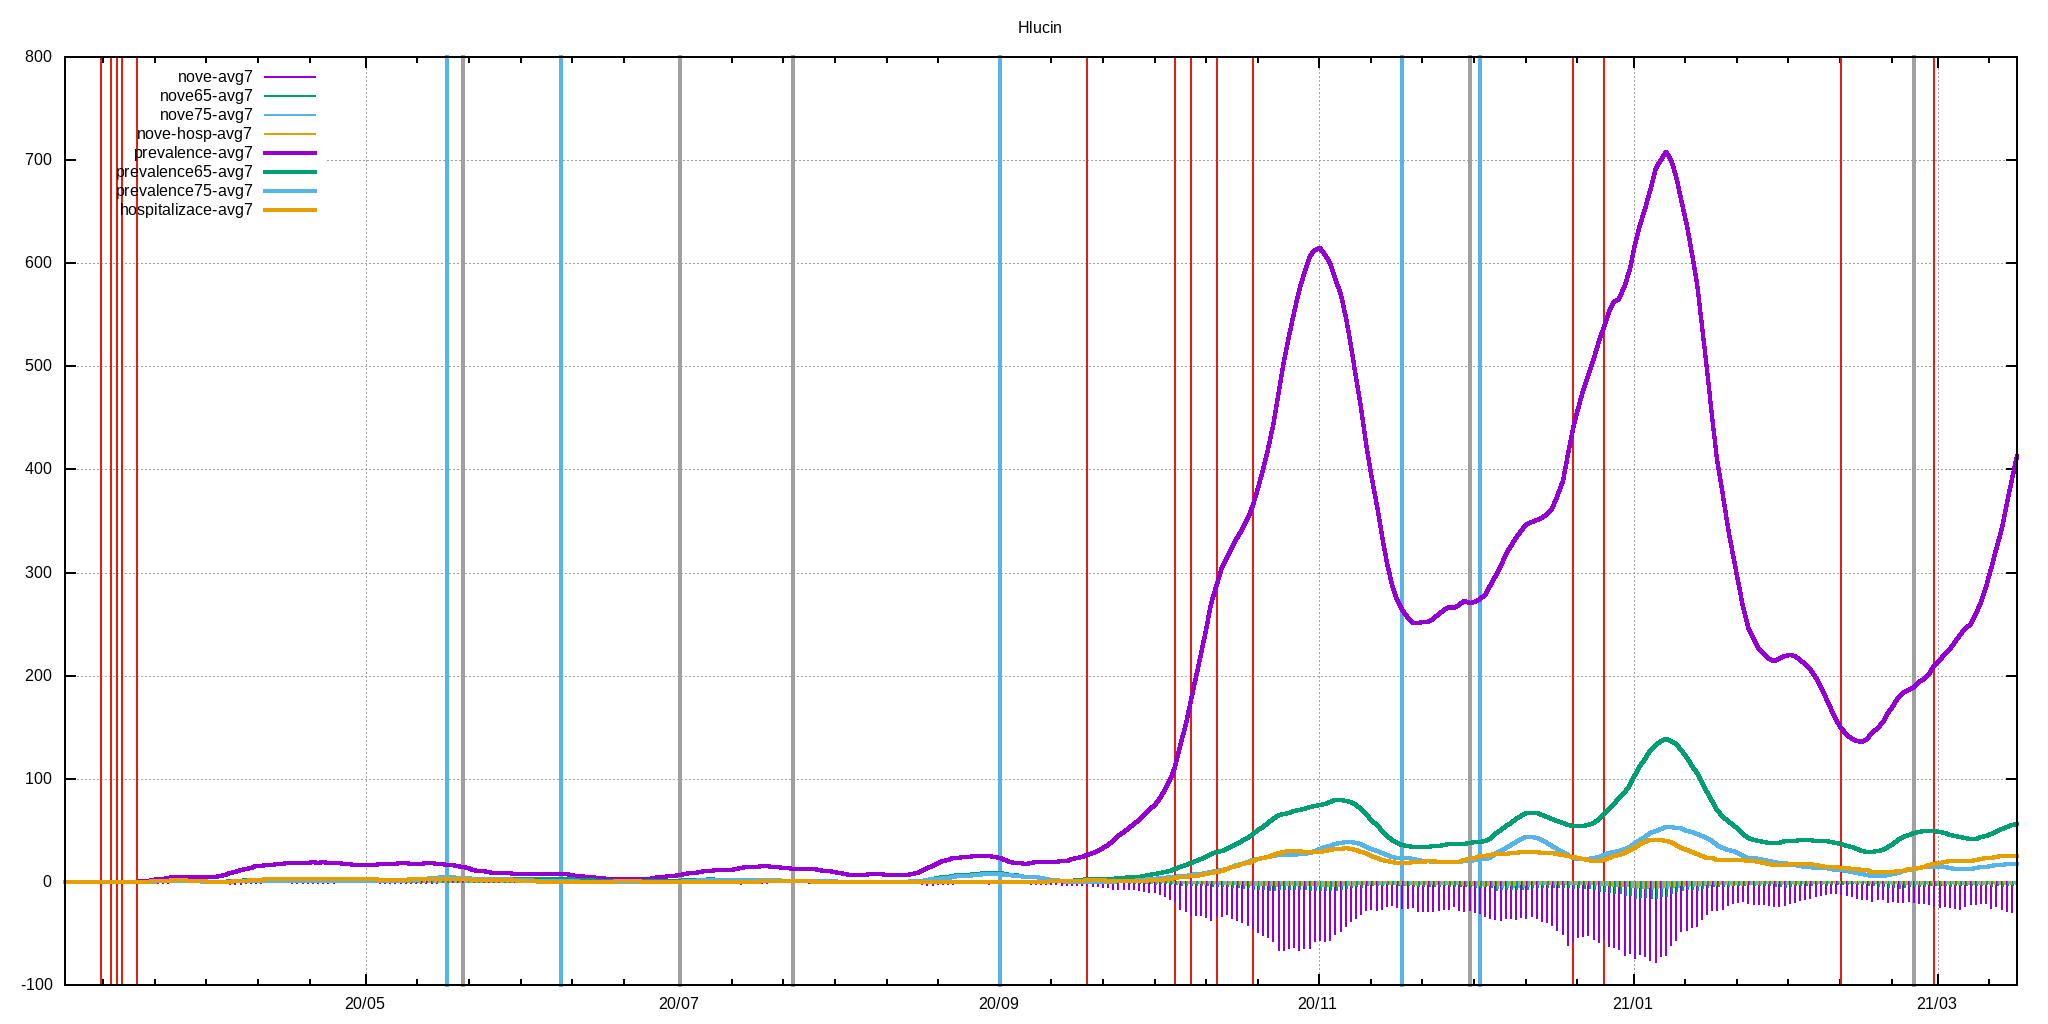 Hlucin
800
700
600
500
400
300
200
100
0
-100
nove-avg7
nove65-avg7
nove75-avg7
nove-hosp-avg7
prevalence-avg7
prevalence65-avg7
prevalence75-avg7
hospitalizace-avg7
20/05
20/07
20/09
20/11
21/01
21/03